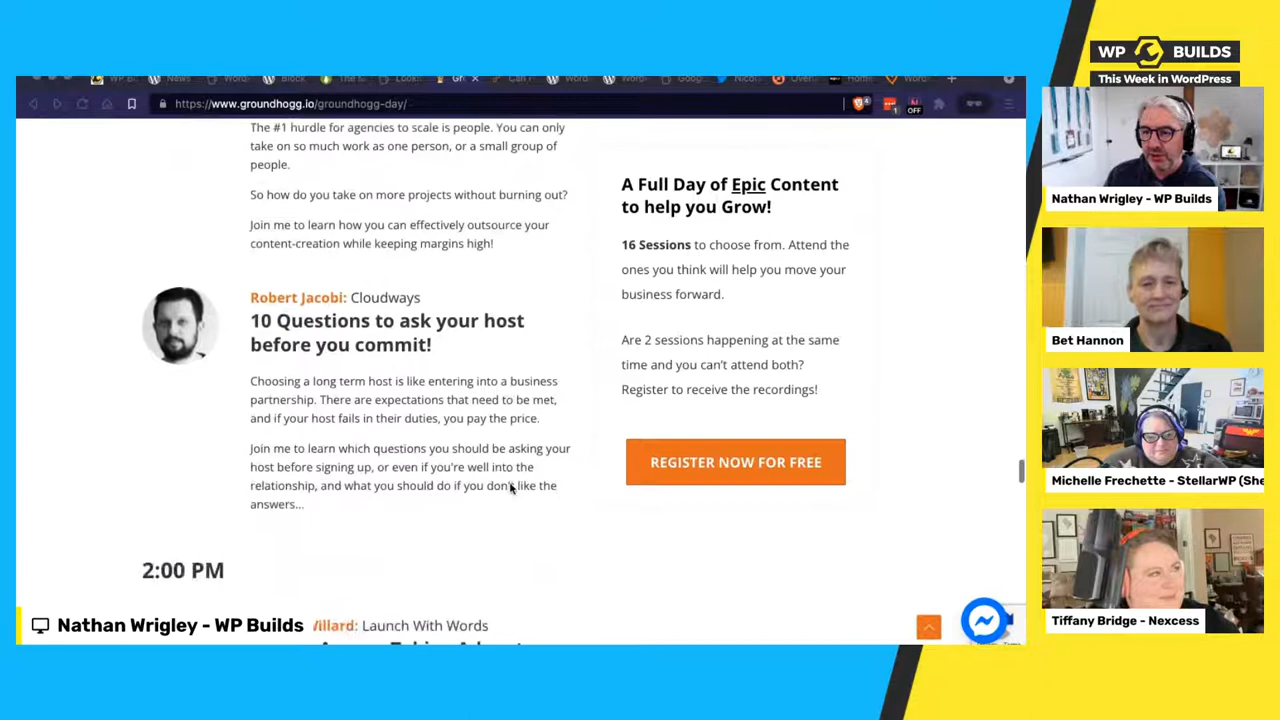 WP BUILDS
This Week in WordPress
https://www.groundhogg.io/groundhogg-day/
OFF
The #1 hurdle for agencies to scale is people. You can only
take on so much work as one person, or a small group of
people.
So how do you take on more projects without burning out?
Join me to learn how you can effectively outsource your
content-creation while keeping margins high!
Robert Jacobi: Cloudways
10 Questions to ask your host
before you commit!
Choosing a long term host is like entering into a business
partnership. There are expectations that need to be met,
and if your host fails in their duties, you pay the price.
Join me to learn which questions you should be asking your
host before signing up, or even if you're well into the
relationship, and what you should do if you don't like the
answers...
2:00 PM
Villard: Launch With Words
A Full Day of Epic Content
to help you Grow!
16 Sessions to choose from. Attend the
ones you think will help you move your
business forward.
Are 2 sessions happening at the same
time and you can't attend both?
Register to receive the recordings!
REGISTER NOW FOR FREE
Nathan Wrigley - WP Builds
Nathan Wrigley - WP Builds
Bet Hannon
Michelle Frechette - StellarWP (She
Tiffany Bridge - Nexcess